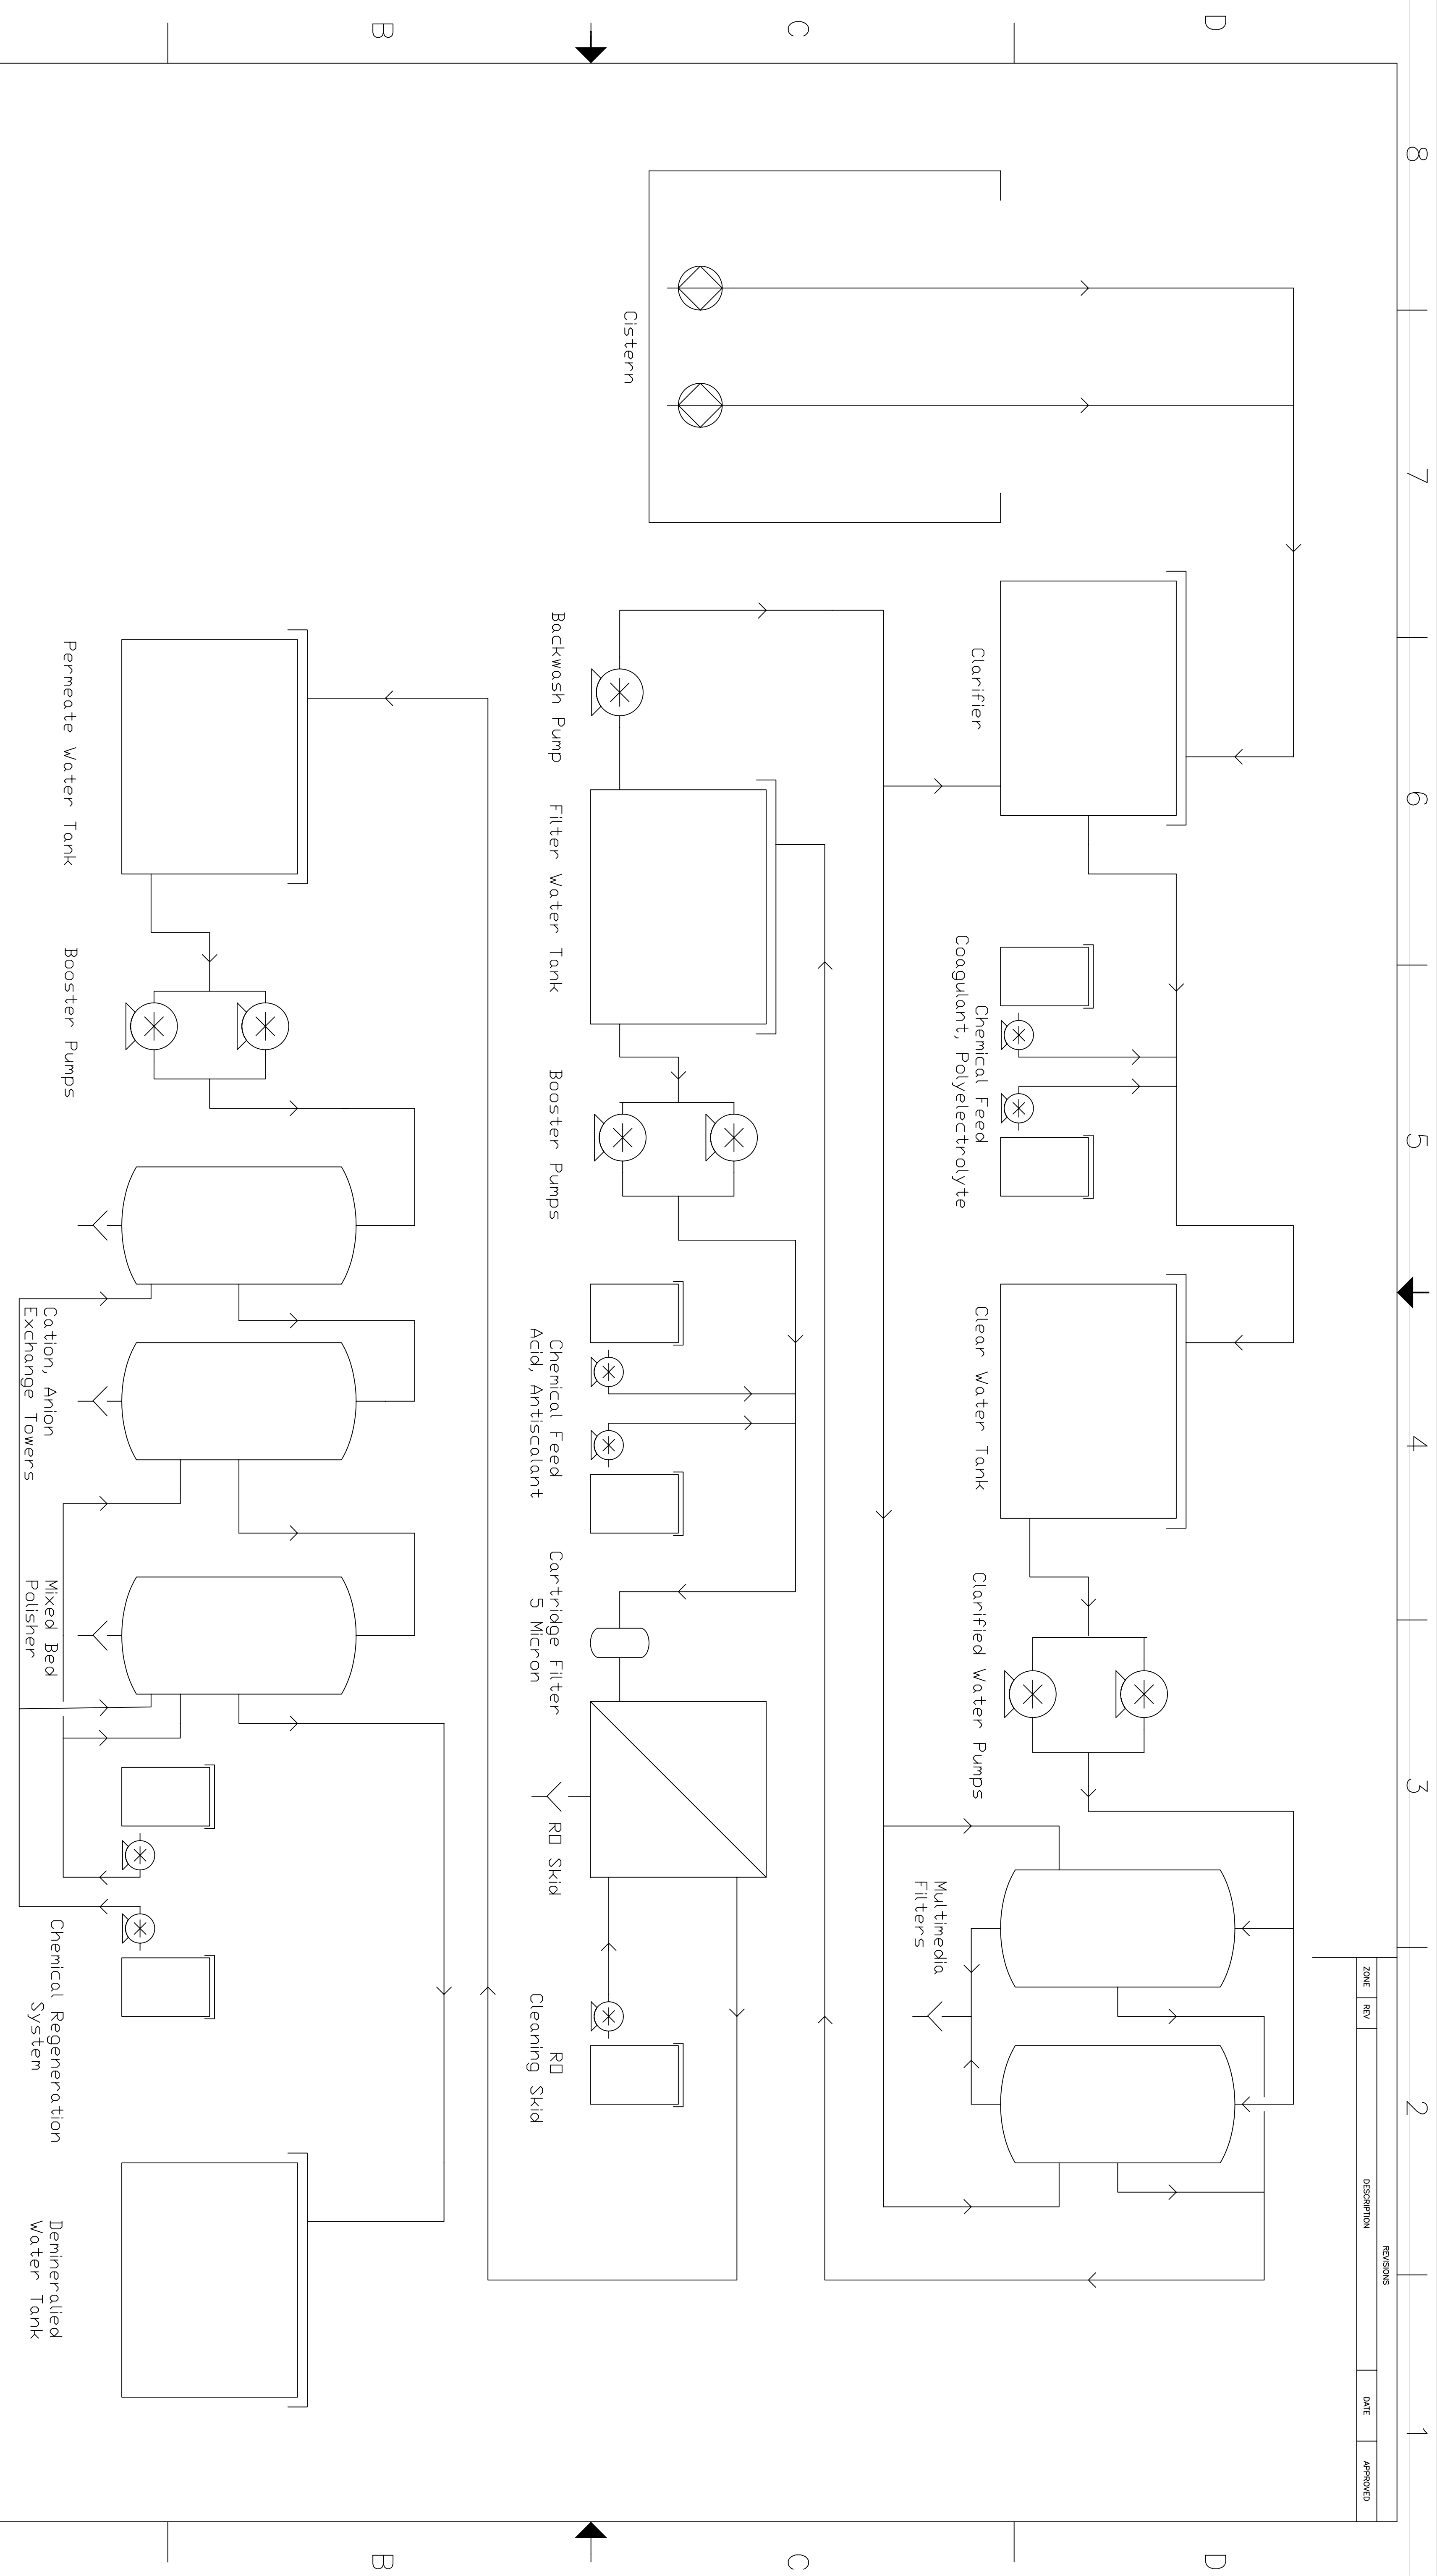 8
7
6
5
4
3
2
1
D
D
C
C
B
B
REVISIONS
ZONE
REV
DESCRIPTION
DATE
APPROVED
Cistern
Clarifier
Chemical Feed
Coagulant, Polyelectrolyte
Clear Water Tank
Clarified Water Pumps
Multimedia
Filters
Backwash Pump
Filter Water Tank
Booster Pumps
Chemical Feed
Acid, Antiscalant
Cartridge Filter
5 Micron
RO Skid
RO
Cleaning Skid
Permeate Water Tank
Booster Pumps
Cation, Anion
Exchange Towers
Mixed Bed
Polisher
Chemical Regeneration
System
Demineralied
Water Tank